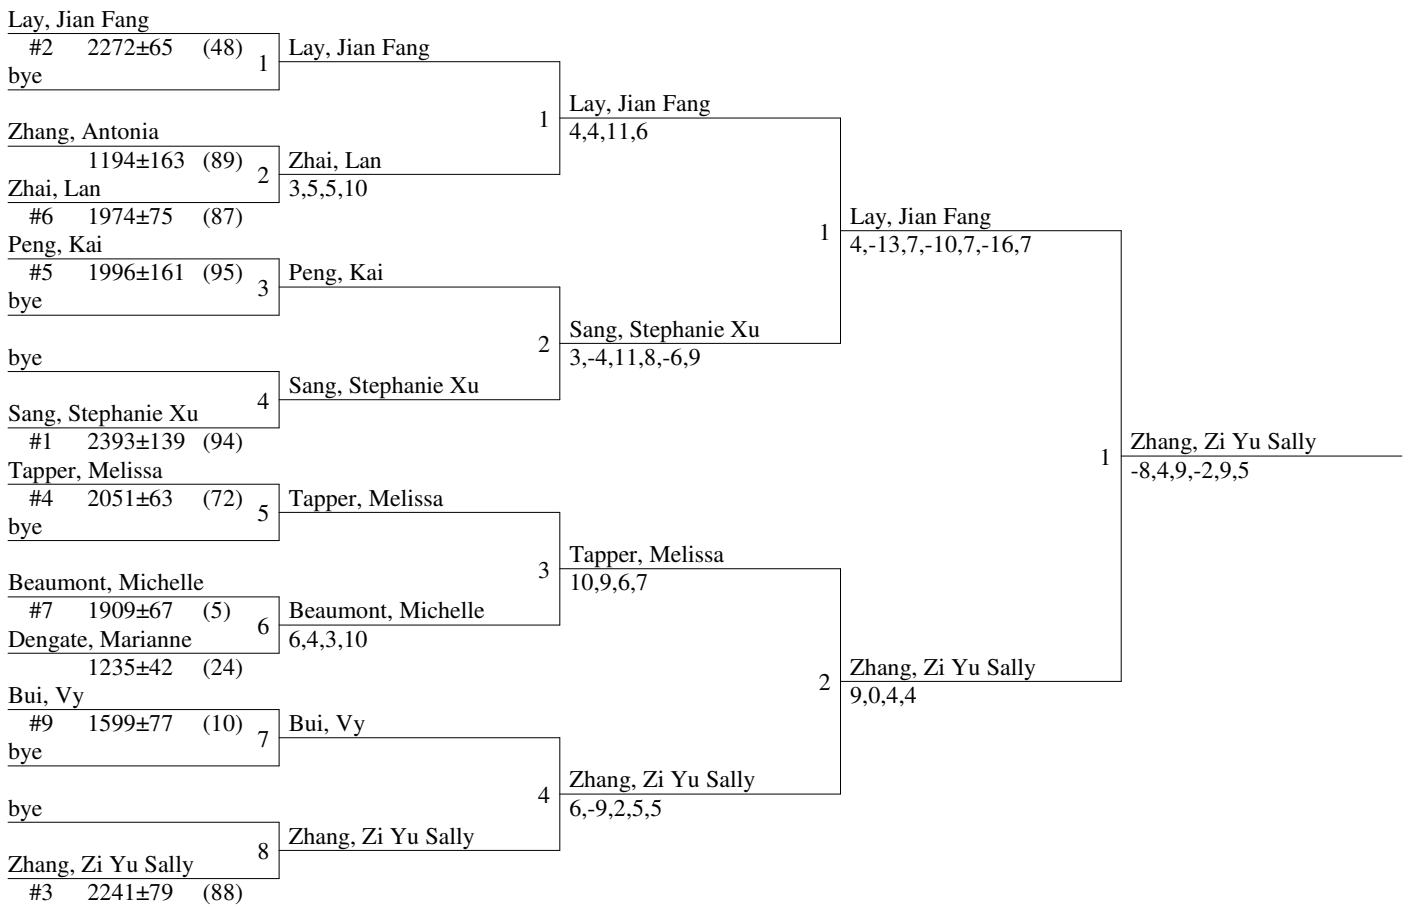 Lay, Jian Fang
#2 2272±65 (48)
bye
1
Zhang, Antonia
1194±163 (89)
Zhai, Lan
#6 1974±75 (87)
2
Peng, Kai
#5 1996±161 (95)
bye
3
bye
Sang, Stephanie Xu
#1 2393±139 (94)
4
Tapper, Melissa
#4 2051±63 (72)
bye
5
Beaumont, Michelle
#7 1909±67 (5)
Dengate, Marianne
1235±42 (24)
6
Bui, Vy
#9 1599±77 (10)
bye
7
bye
Zhang, Zi Yu Sally
#3 2241±79 (88)
8
Lay, Jian Fang
Zhai, Lan
3,5,5,10
1
Peng, Kai
Sang, Stephanie Xu
2
Tapper, Melissa
Beaumont, Michelle
6,4,3,10
3
Bui, Vy
Zhang, Zi Yu Sally
4
Lay, Jian Fang
4,4,11,6
Sang, Stephanie Xu
3,-4,11,8,-6,9
1
Tapper, Melissa
10,9,6,7
Zhang, Zi Yu Sally
6,-9,2,5,5
2
Lay, Jian Fang
4,-13,7,-10,7,-16,7
Zhang, Zi Yu Sally
9,0,4,4
1
Zhang, Zi Yu Sally
-8,4,9,-2,9,5